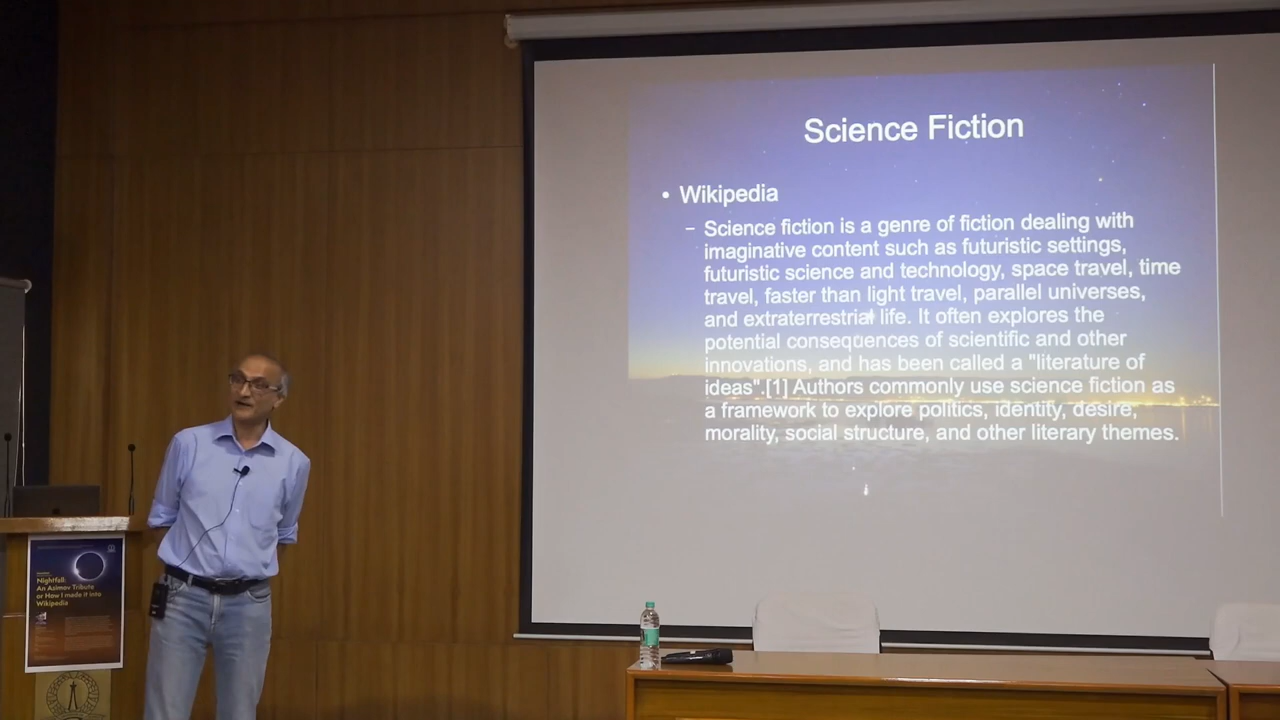 Science Fiction
• Wikipedia
– Science fiction is a genre of fiction dealing with
imaginative content such as futuristic settings,
futuristic science and technology, space travel, time
travel, faster than light travel, parallel universes,
and extraterrestrial life. It often explores the
potential consequences of scientific and other
innovations, and has been called a "literature of
ideas".[1] Authors commonly use science fiction as
a framework to explore politics, identity, desire,
morality, social structure, and other literary themes.
Nightfall:
An Asimov Tribute
or How I made it into
Wikipedia